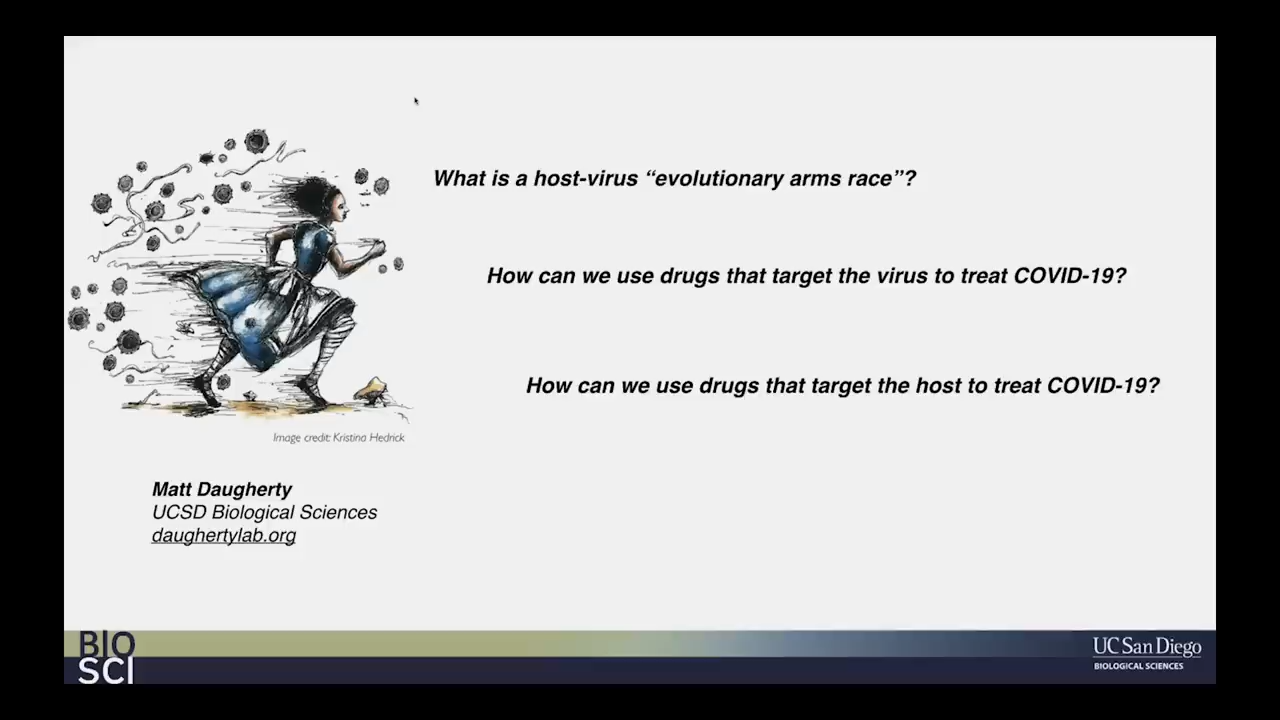 What is a host-virus “evolutionary arms race”?
How can we use drugs that target the virus to treat COVID-19?
How can we use drugs that target the host to treat COVID-19?
Image credit: Kristina Hedrick
Matt Daugherty
UCSD Biological Sciences
daughertylab.org
BIO
SCI
UC San Diego
BIOLOGICAL SCIENCES